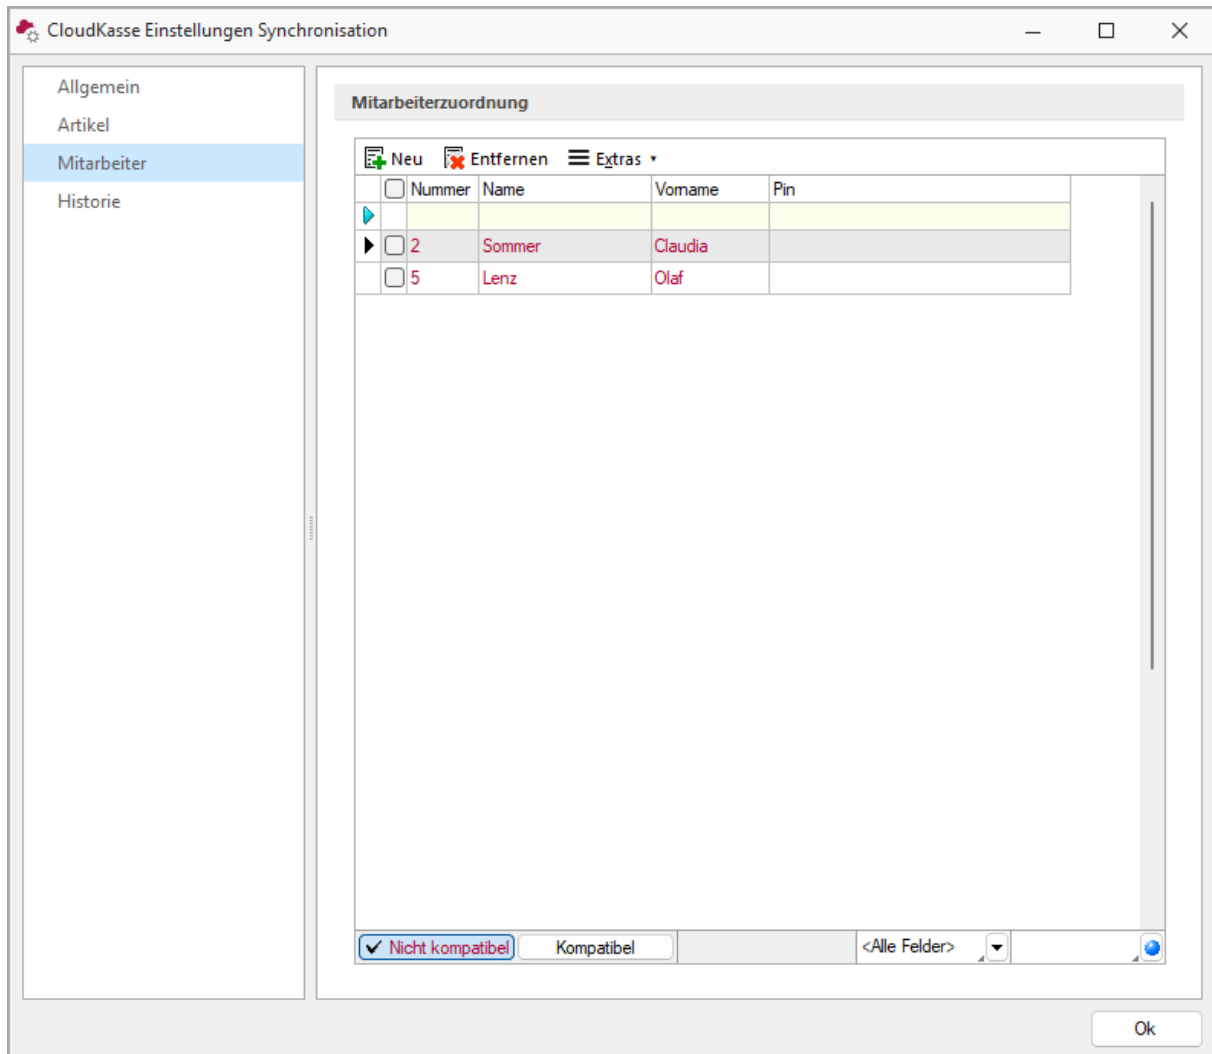 CloudKasse Einstellungen Synchronisation
Allgemein
Artikel
Mitarbeiter
Historie
Mitarbeiterzuordnung
Neu Entfernen Extras
Nummer Name Vorname Pin
2 Sommer Claudia
5 Lenz Olaf
Nicht kompatibel Kompatibel <Alle Felder>
Ok